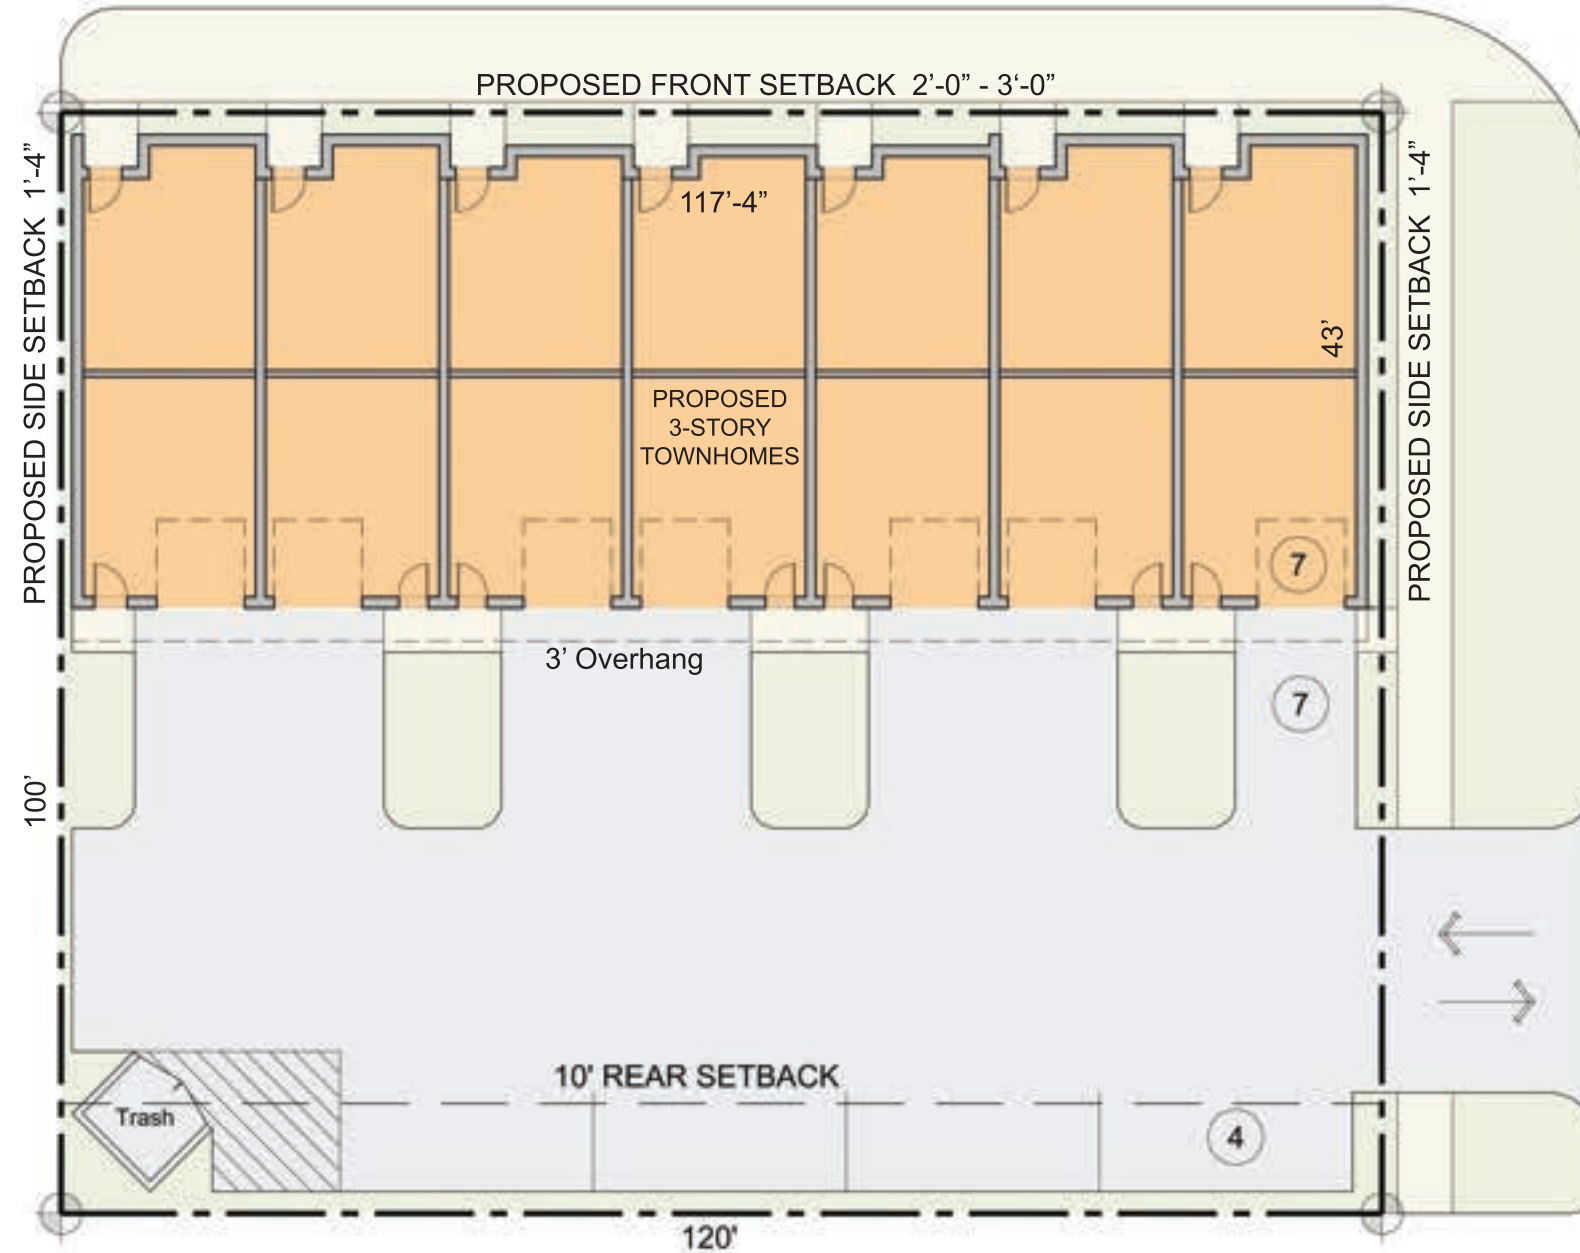 PROPOSED FRONT SETBACK 2’-0” - 3‘-0”
PROPOSED SIDE SETBACK 1’-4”
PROPOSED SIDE SETBACK 1’-4”
117’-4”
43’
PROPOSED
3-STORY
TOWNHOMES
7
3’ Overhang
7
100’
10' REAR SETBACK
Trash
4
120'